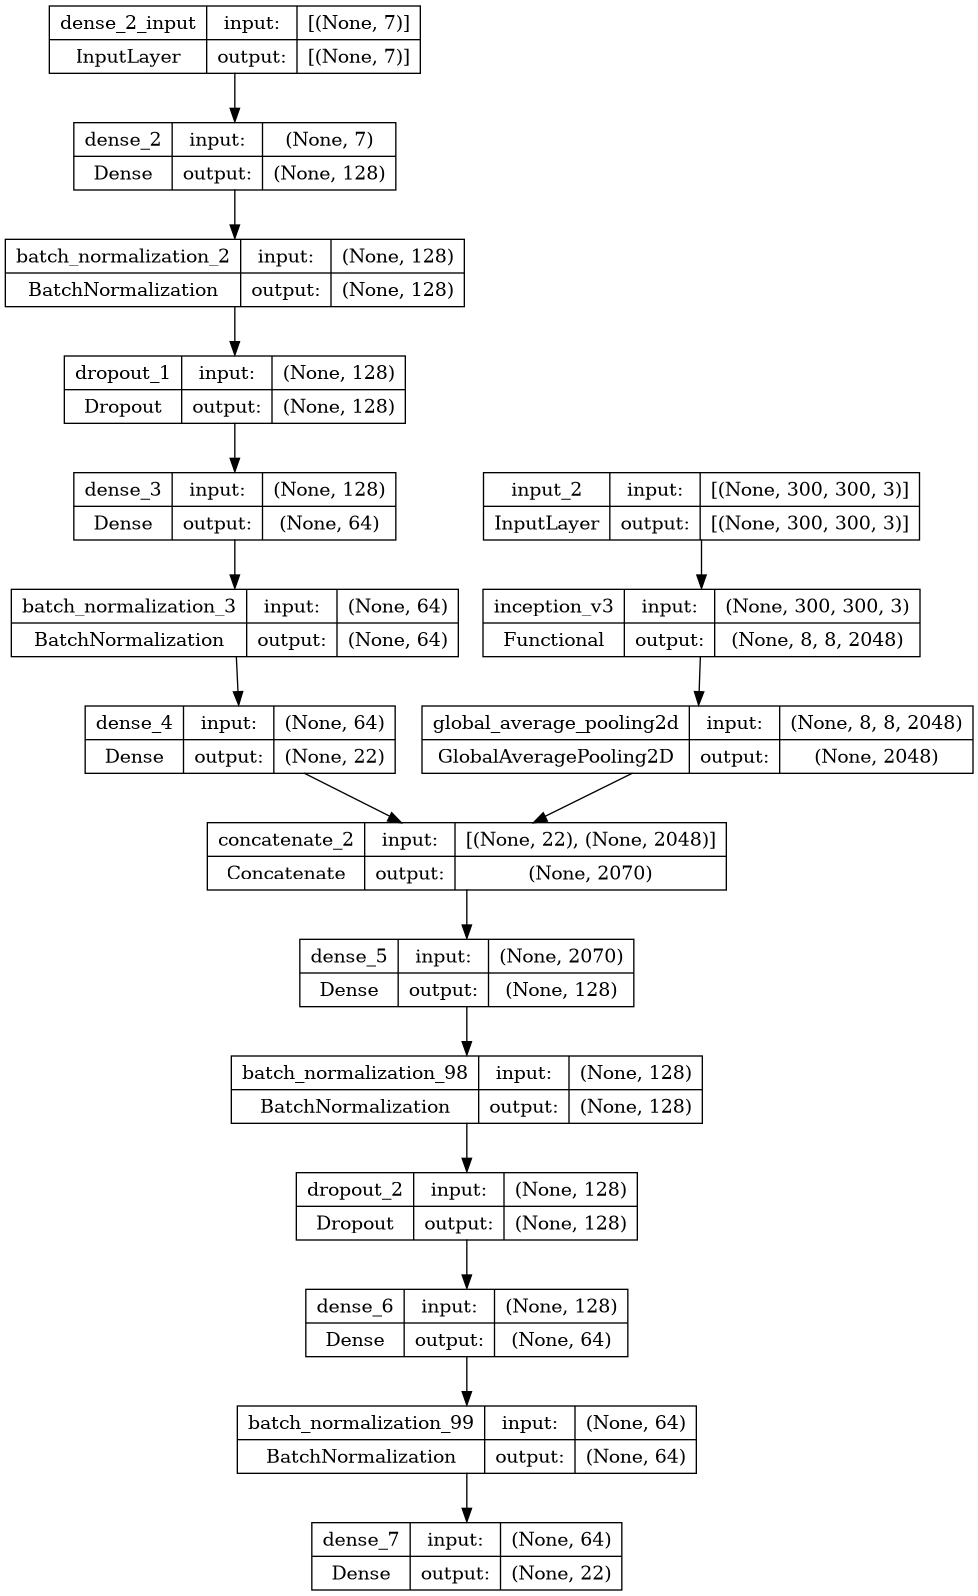 dense_2_input input: [(None, 7)]
InputLayer output: [(None, 7)]
dense_2 input: (None, 7)
Dense output: (None, 128)
batch_normalization_2 input: (None, 128)
BatchNormalization output: (None, 128)
dropout_1 input: (None, 128)
Dropout output: (None, 128)
dense_3 input: (None, 128)
Dense output: (None, 64)
input_2 input: [(None, 300, 300, 3)]
InputLayer output: [(None, 300, 300, 3)]
batch_normalization_3 input: (None, 64)
BatchNormalization output: (None, 64)
inception_v3 input: (None, 300, 300, 3)
Functional output: (None, 8, 8, 2048)
dense_4 input: (None, 64)
Dense output: (None, 22)
global_average_pooling2d input: (None, 8, 8, 2048)
GlobalAveragePooling2D output: (None, 2048)
concatenate_2 input: [(None, 22), (None, 2048)]
Concatenate output: (None, 2070)
dense_5 input: (None, 2070)
Dense output: (None, 128)
batch_normalization_98 input: (None, 128)
BatchNormalization output: (None, 128)
dropout_2 input: (None, 128)
Dropout output: (None, 128)
dense_6 input: (None, 128)
Dense output: (None, 64)
batch_normalization_99 input: (None, 64)
BatchNormalization output: (None, 64)
dense_7 input: (None, 64)
Dense output: (None, 22)